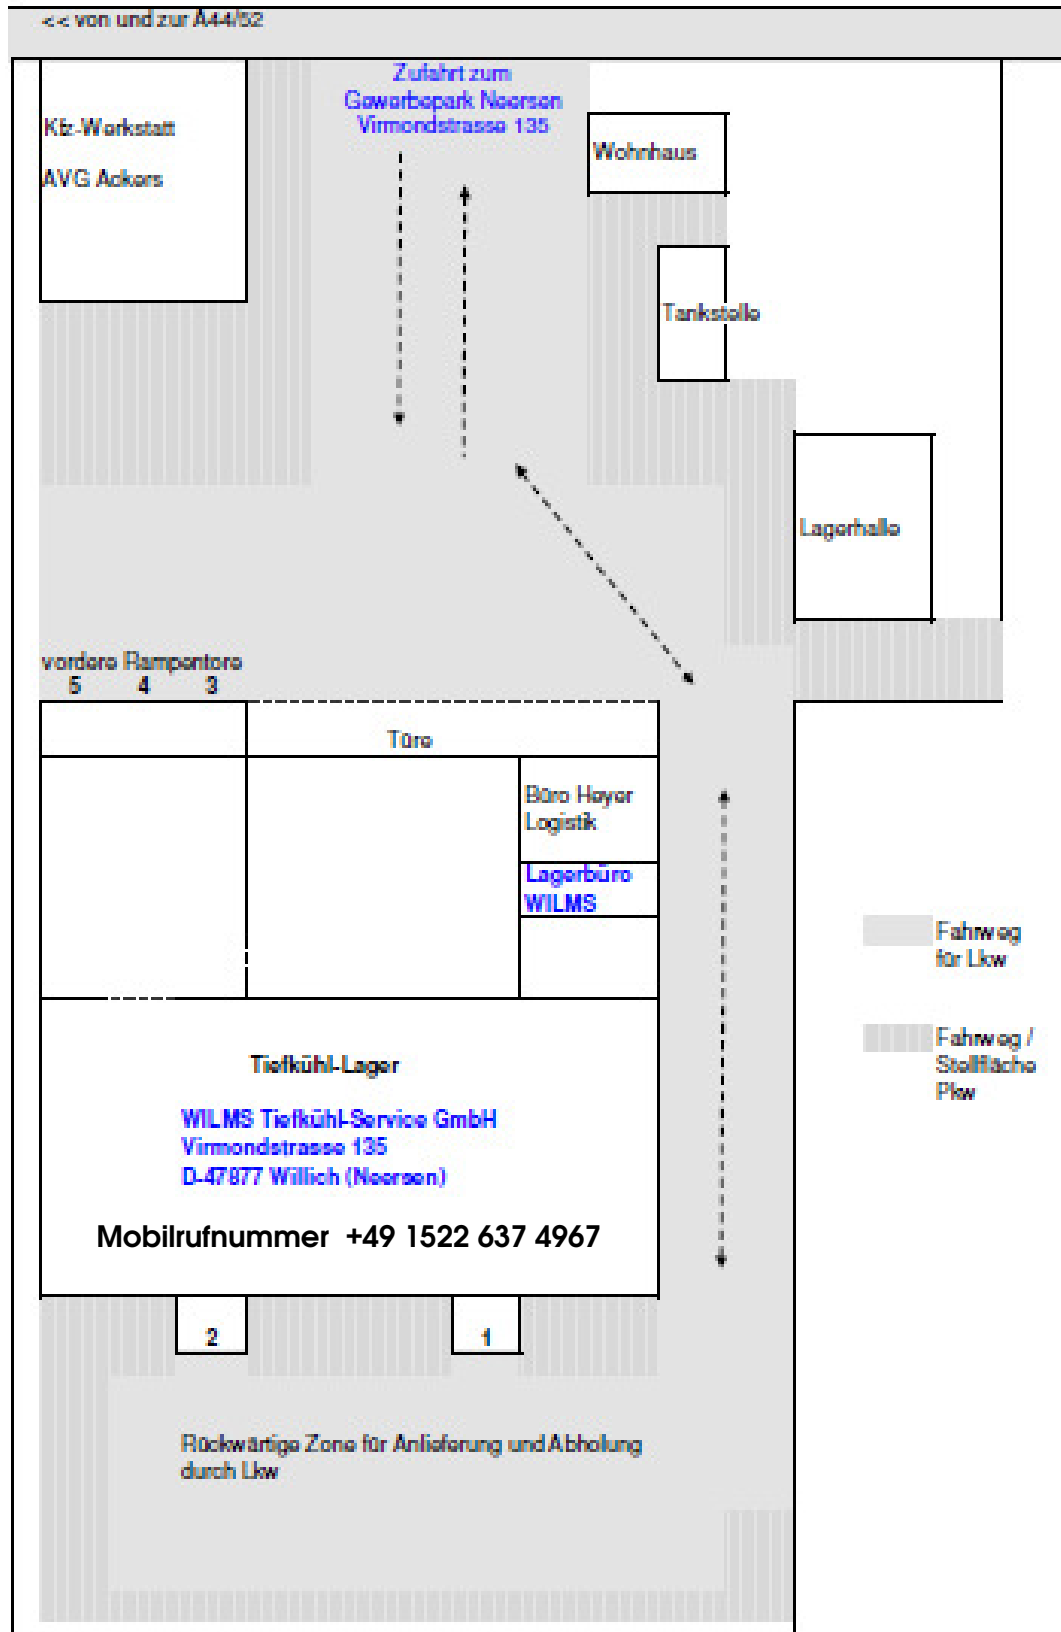 << von und zur A44/52
Zufahrt zum
Gewerbepark Neersen
Virmondstrasse 135
Kfz-Werkstatt
AVG Ackers
Wohnhaus
Tankstelle
Lagerhalle
vordere Rampentore
5 4 3
Türe
Büro Heyer
Logistik
Lagerbüro
WILMS
Fahrweg
für Lkw
Fahrweg /
Stellfläche
Pkw
Tiefkühl-Lager
WILMS Tiefkühl-Service GmbH
Virmondstrasse 135
D-47877 Willich (Neersen)
Mobilrufnummer +49 1522 637 4967
2 1
Rückwärtige Zone für Anlieferung und Abholung
durch Lkw